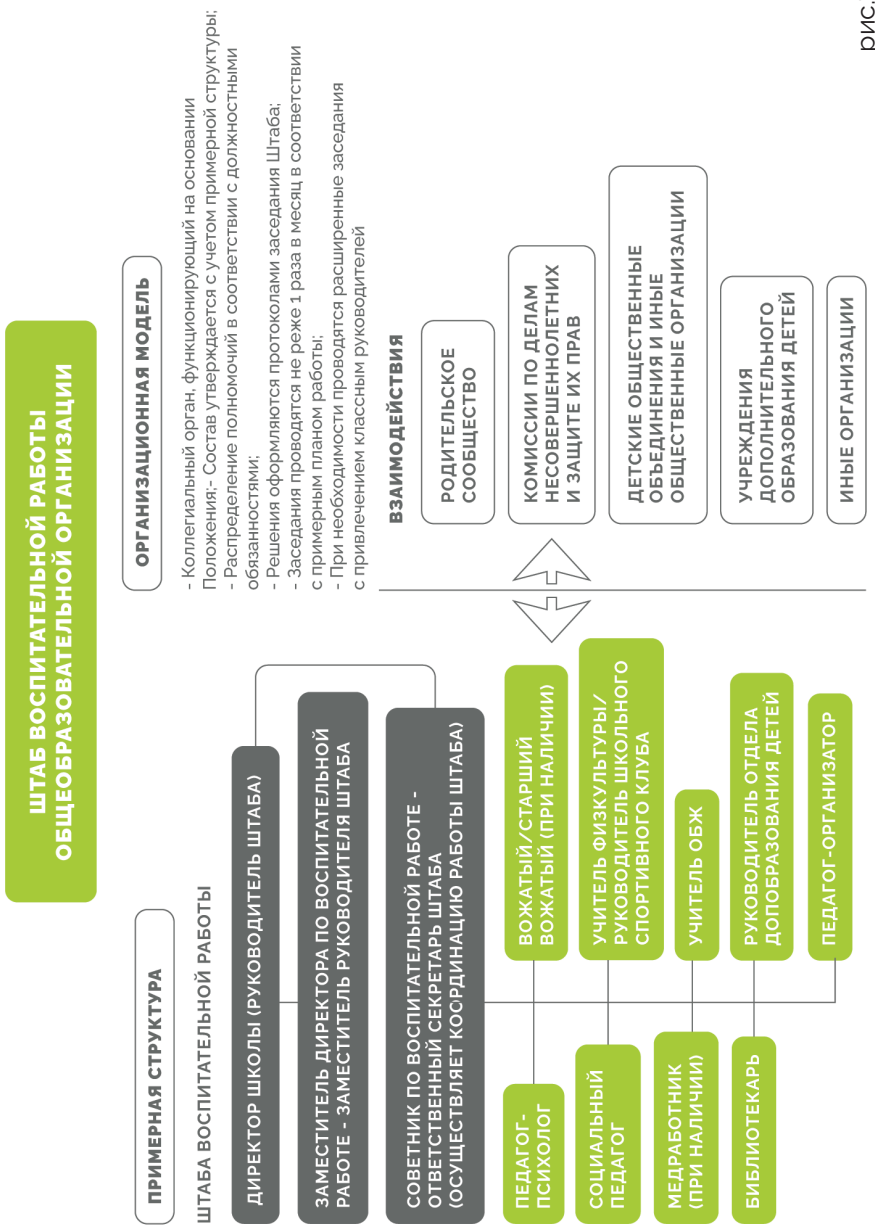 ШТАБ ВОСПИТАТЕЛЬНОЙ РАБОТЫ
ОБЩЕОБРАЗОВАТЕЛЬНОЙ ОРГАНИЗАЦИИ
ПРИМЕРНАЯ СТРУКТУРА
ШТАБА ВОСПИТАТЕЛЬНОЙ РАБОТЫ
ДИРЕКТОР ШКОЛЫ (РУКОВОДИТЕЛЬ ШТАБА)
ЗАМЕСТИТЕЛЬ ДИРЕКТОРА ПО ВОСПИТАТЕЛЬНОЙ
РАБОТЕ - ЗАМЕСТИТЕЛЬ РУКОВОДИТЕЛЯ ШТАБА
СОВЕТНИК ПО ВОСПИТАТЕЛЬНОЙ РАБОТЕ -
ОТВЕТСТВЕННЫЙ СЕКРЕТАРЬ ШТАБА
(ОСУЩЕСТВЛЯЕТ КООРДИНАЦИЮ РАБОТЫ ШТАБА)
ПЕДАГОГ-
ПСИХОЛОГ
СОЦИАЛЬНЫЙ
ПЕДАГОГ
МЕДРАБОТНИК
(ПРИ НАЛИЧИИ)
БИБЛИОТЕКАРЬ
ВОЖАТЫЙ/СТАРШИЙ
ВОЖАТЫЙ (ПРИ НАЛИЧИИ)
УЧИТЕЛЬ ФИЗКУЛЬТУРЫ/
РУКОВОДИТЕЛЬ ШКОЛЬНОГО
СПОРТИВНОГО КЛУБА
УЧИТЕЛЬ ОБЖ
РУКОВОДИТЕЛЬ ОТДЕЛА
ДОПОБРАЗОВАНИЯ ДЕТЕЙ
ПЕДАГОГ-ОРГАНИЗАТОР
ОРГАНИЗАЦИОННАЯ МОДЕЛЬ
- Коллегиальный орган, функционирующий на основании
Положения;- Состав утверждается с учетом примерной структуры;
- Распределение полномочий в соответствии с должностными
обязанностями;
- Решения оформляются протоколами заседания Штаба;
- Заседания проводятся не реже 1 раза в месяц в соответствии
с примерным планом работы;
- При необходимости проводятся расширенные заседания
с привлечением классным руководителей
ВЗАИМОДЕЙСТВИЯ
РОДИТЕЛЬСКОЕ
СООБЩЕСТВО
КОМИССИИ ПО ДЕЛАМ
НЕСОВЕРШЕННОЛЕТНИХ
И ЗАЩИТЕ ИХ ПРАВ
ДЕТСКИЕ ОБЩЕСТВЕННЫЕ
ОБЪЕДИНЕНИЯ И ИНЫЕ
ОБЩЕСТВЕННЫЕ ОРГАНИЗАЦИИ
УЧРЕЖДЕНИЯ
ДОПОЛНИТЕЛЬНОГО
ОБРАЗОВАНИЯ ДЕТЕЙ
ИНЫЕ ОРГАНИЗАЦИИ
рис.